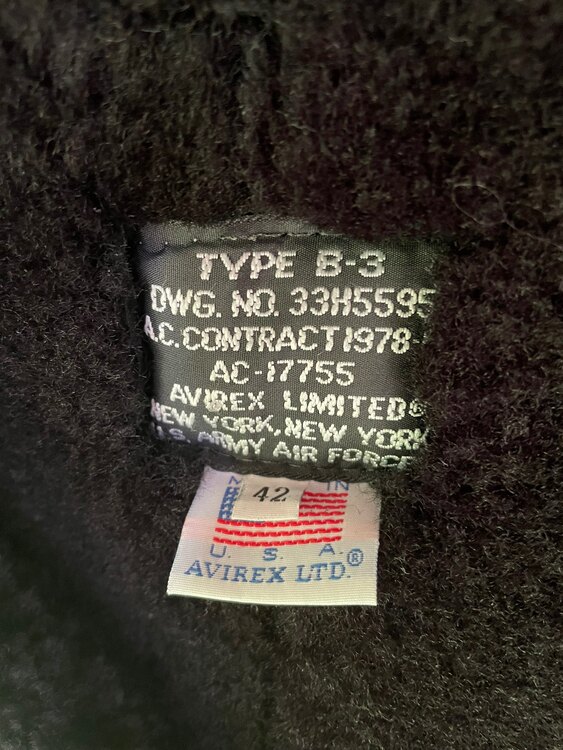 TYPE B-3
DWG. NO. 33H5595
A.C. CONTRACT 1978-
AC-17755
AVIREX LIMITED®
NEW YORK, NEW YORK
U.S. ARMY AIR FORCE
42
IN
U. S. A.
AVIREX LTD.®